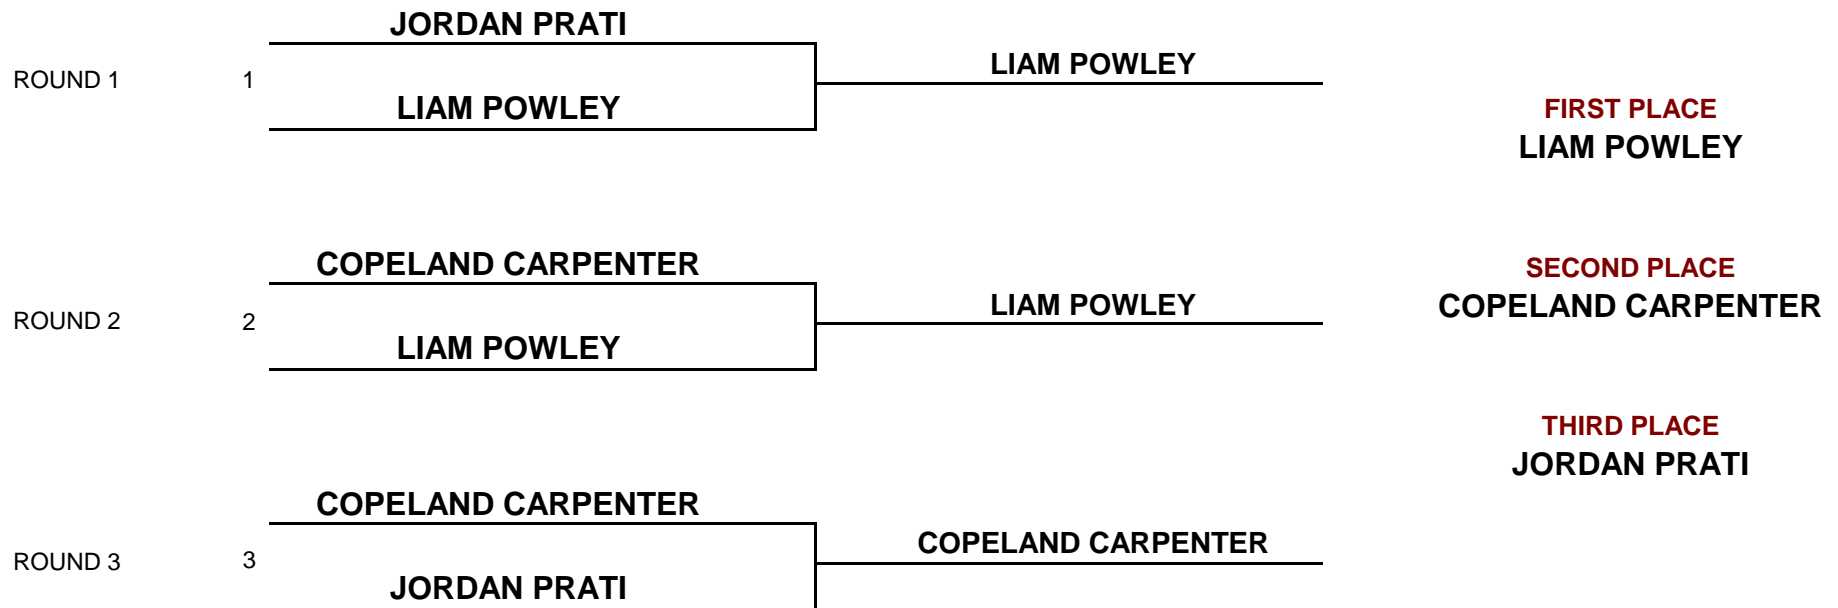 JORDAN PRATI
ROUND 1
1
LIAM POWLEY
LIAM POWLEY
FIRST PLACE
LIAM POWLEY
COPELAND CARPENTER
ROUND 2
2
LIAM POWLEY
LIAM POWLEY
SECOND PLACE
COPELAND CARPENTER
THIRD PLACE
JORDAN PRATI
COPELAND CARPENTER
ROUND 3
3
COPELAND CARPENTER
JORDAN PRATI